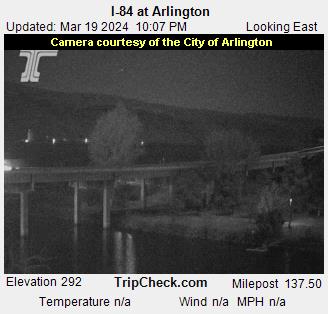 I-84 at Arlington
Updated: Mar 19 2024 10:07 PM Looking East
Camera courtesy of the City of Arlington
Elevation 292 TripCheck.com Milepost 137.50
Temperature n/a Wind n/a MPH n/a